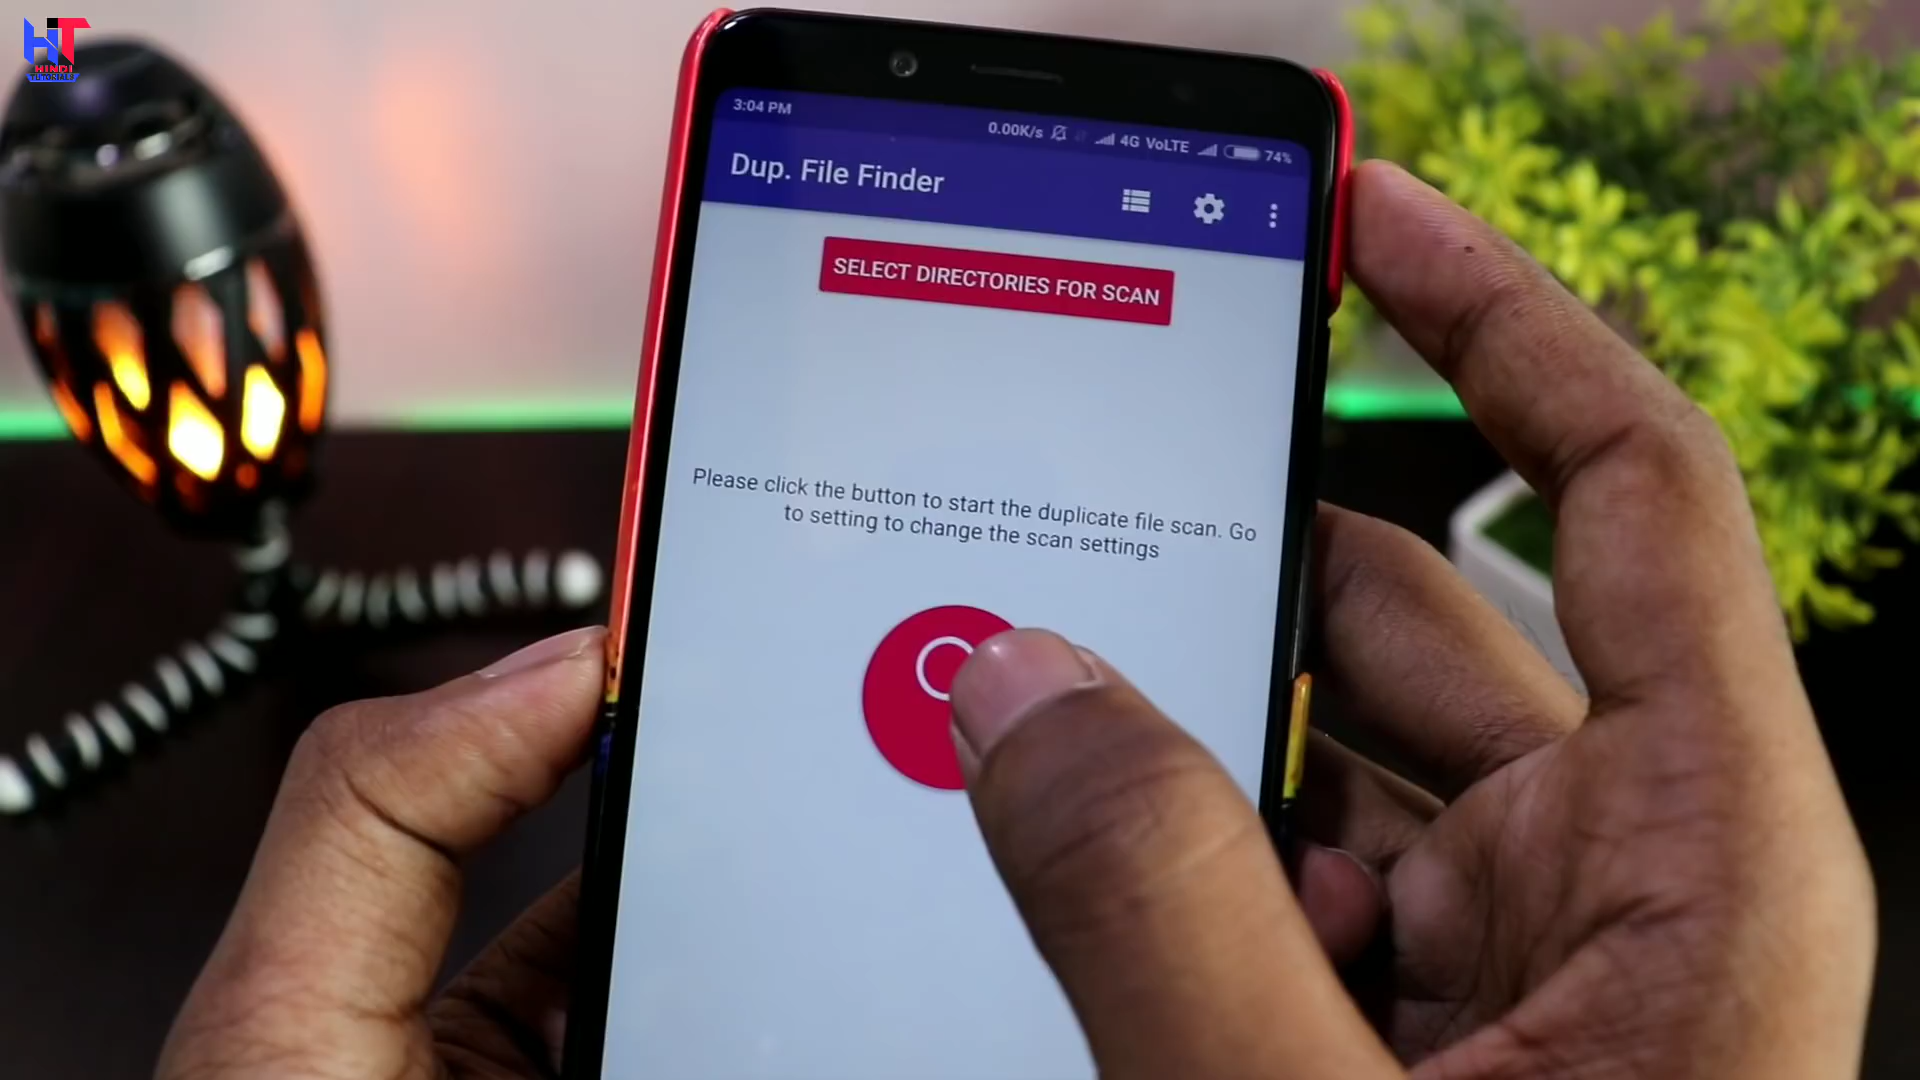 HT
HINDI
TUTORIALS
3:04 PM
0.00K/s 4G VoLTE 74%
Dup. File Finder
SELECT DIRECTORIES FOR SCAN
Please click the button to start the duplicate file scan. Go
to setting to change the scan settings